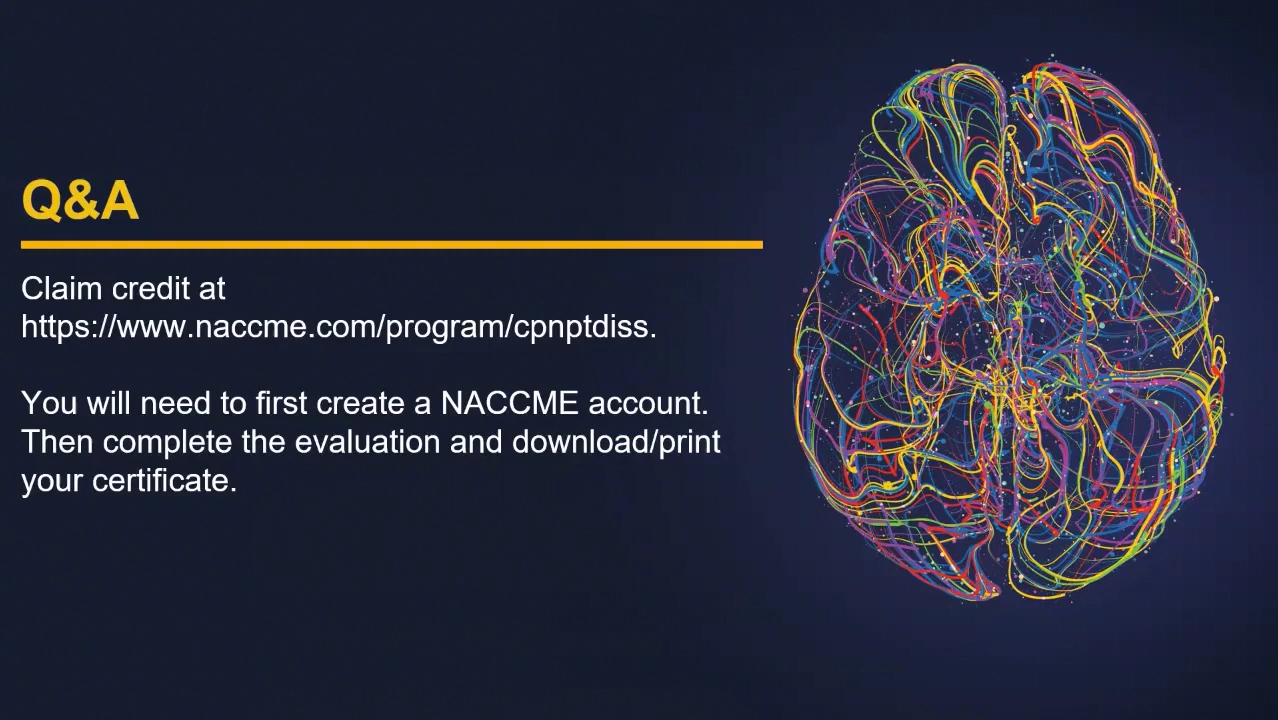 Q&A
Claim credit at
https://www.naccme.com/program/cpnptdiss.
You will need to first create a NACCME account.
Then complete the evaluation and download/print
your certificate.